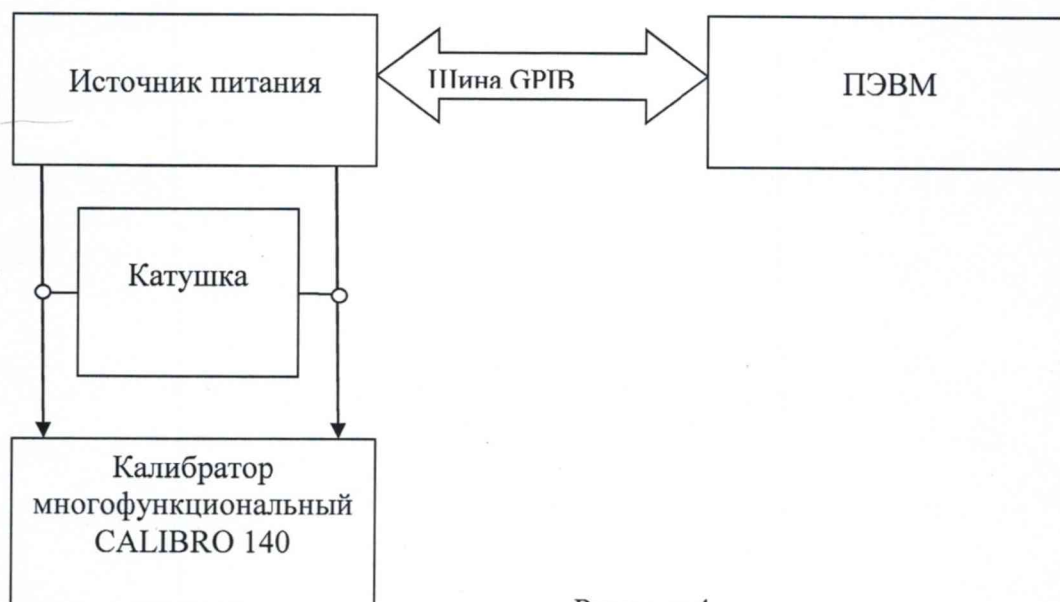 Источник питания
Шина GPIB
ПЭВМ
Катушка
Калибратор
многофункциональный
CALIBRO 140